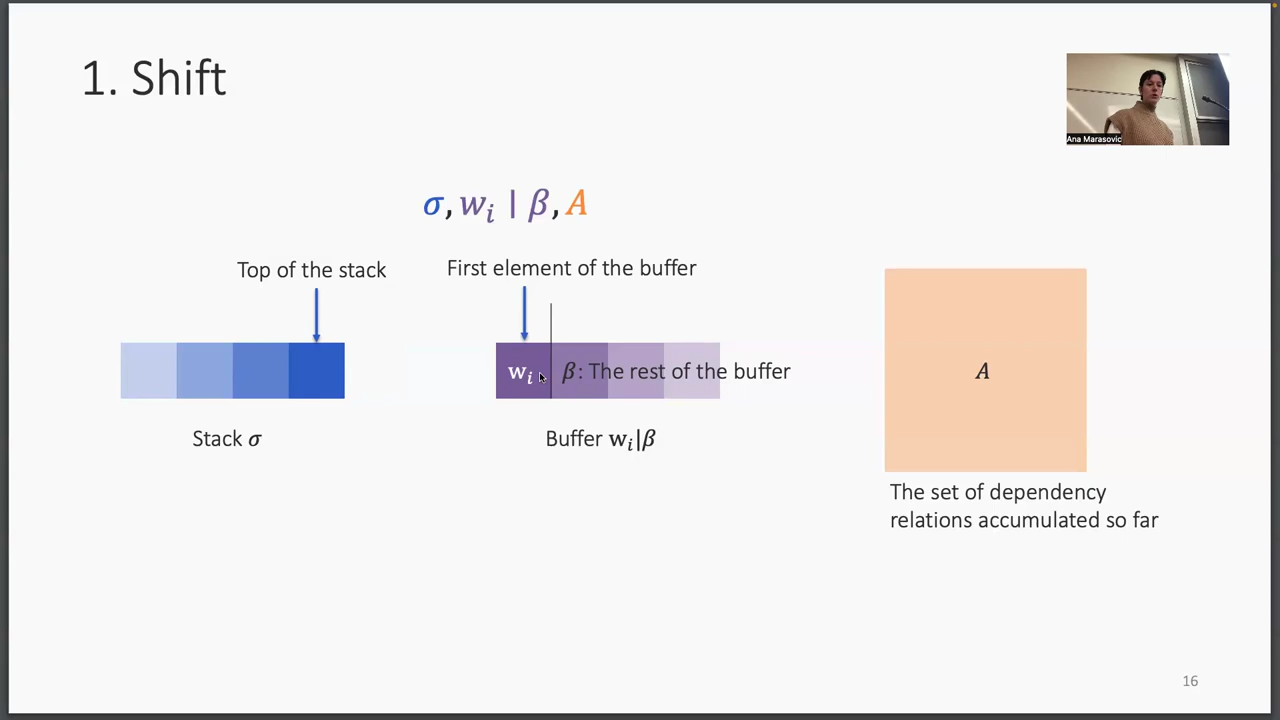 1. Shift
Ana Marasovic
σ, wᵢ | β, A
Top of the stack
First element of the buffer
wᵢ
β: The rest of the buffer
A
Stack σ
Buffer wᵢ|β
The set of dependency
relations accumulated so far
16